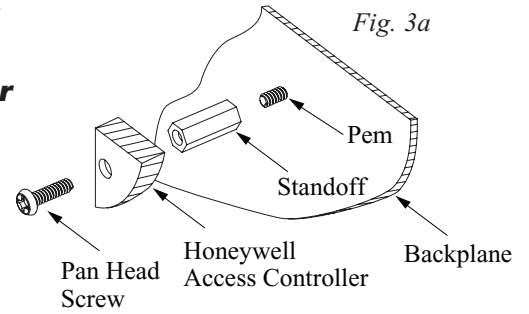 Fig. 3a
r
Pem
Standoff
Backplane
Honeywell
Access Controller
Pan Head
Screw